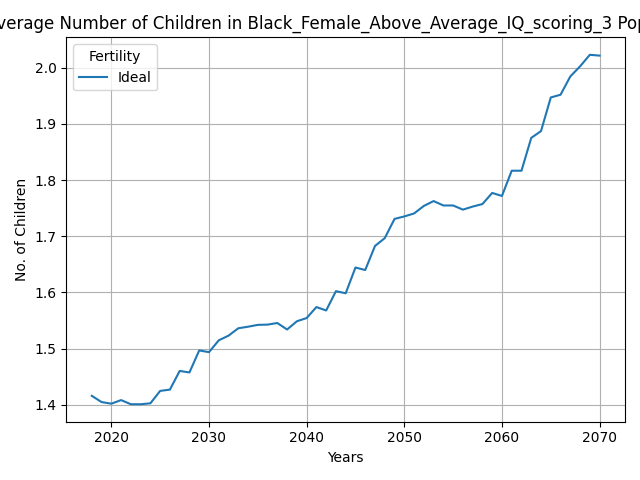 verage Number of Children in Black_Female_Above_Average_IQ_scoring_3 Pop
Fertility
Ideal
2.0
1.9
1.8
1.7
1.6
1.5
1.4
No. of Children
2020 2030 2040 2050 2060 2070
Years